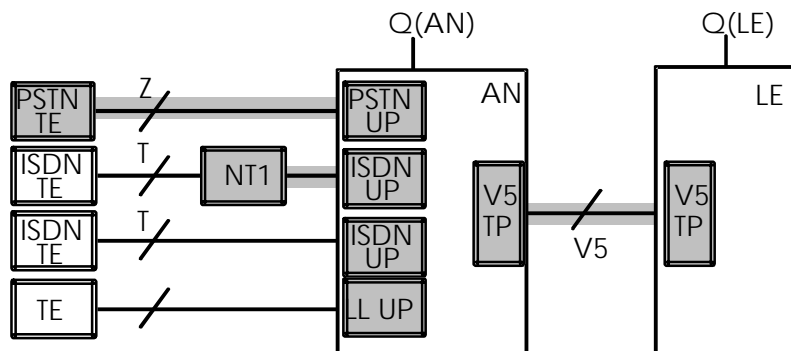 Q(AN)
Q(LE)
PSTN
TE
Z
PSTN
UP
AN
LE
ISDN
TE
T
NT1
ISDN
UP
V5
TP
V5
V5
TP
ISDN
TE
T
ISDN
UP
TE
LL UP